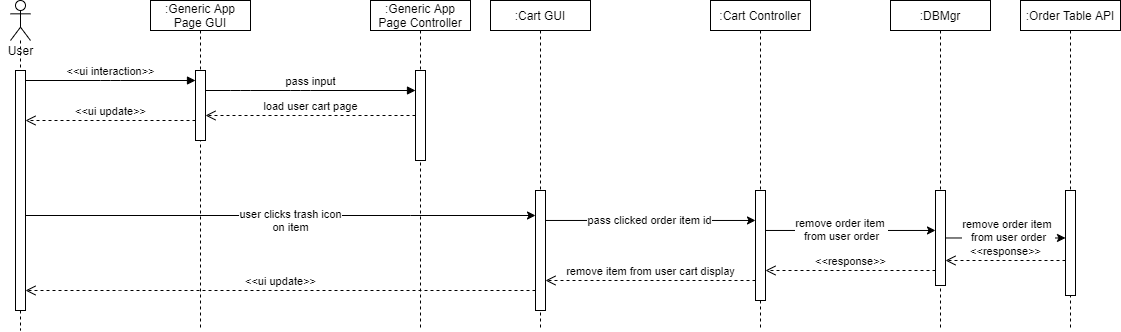 :Generic App
Page GUI
:Generic App
Page Controller
:Cart GUI
:Cart Controller
:DBMgr
:Order Table API
User
<<ui interaction>>
pass input
load user cart page
<<ui update>>
user clicks trash icon
on item
pass clicked order item id
remove order item
from user order
remove order item
from user order
<<response>>
<<response>>
remove item from user cart display
<<ui update>>